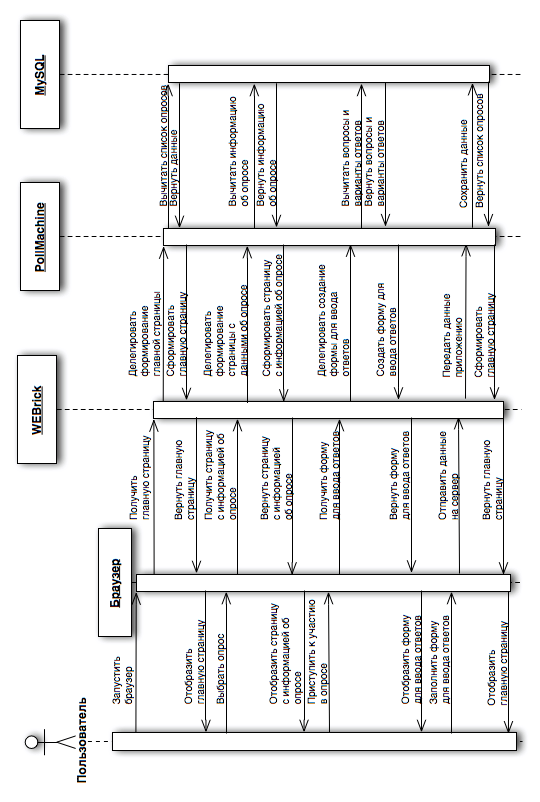 Пользователь
Браузер
WEBrick
PollMachine
MySQL
Запустить
браузер
Получить
главную страницу
Делегировать
формирование
главной страницы
Вычитать список опросов
Вернуть данные
Сформировать
главную страницу
Вернуть главную
страницу
Отобразить
главную страницу
Выбрать опрос
Получить страницу
с информацией об
опросе
Делегировать
формирование
страницы с
данными об опросе
Вычитать информацию
об опросе
Вернуть информацию
об опросе
Сформировать страницу
с информацией об опросе
Вернуть страницу
с информацией
об опросе
Отобразить страницу
с информацией об
опросе
Приступить к участию
в опросе
Получить форму
для ввода ответов
Делегировать создание
формы для ввода
ответов
Вычитать вопросы и
варианты ответов
Вернуть вопросы и
варианты ответов
Создать форму для
ввода ответов
Вернуть форму
для ввода ответов
Отобразить форму
для ввода ответов
Заполнить форму
для ввода ответов
Отправить данные
на сервер
Передать данные
приложению
Сохранить данные
Вернуть список опросов
Сформировать
главную страницу
Вернуть главную
страницу
Отобразить
главную страницу